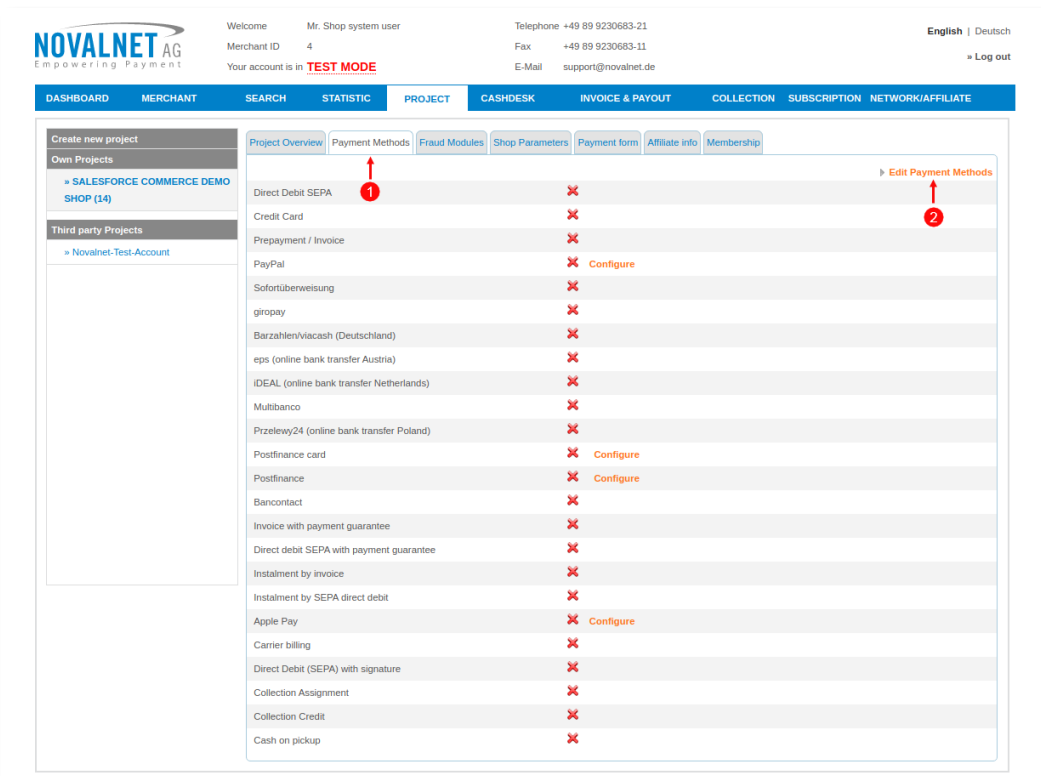 NOVALNET AG
Empowering Payment
Welcome Mr. Shop system user Telephone +49 89 9230683-21
English | Deutsch
Merchant ID 4 Fax +49 89 9230683-11
» Log out
Your account is in TEST MODE E-Mail support@novalnet.de
DASHBOARD MERCHANT SEARCH STATISTIC PROJECT CASHDESK INVOICE & PAYOUT COLLECTION SUBSCRIPTION NETWORK/AFFILIATE
Create new project
Own Projects
» SALESFORCE COMMERCE DEMO
SHOP (14)
Third party Projects
» Novalnet-Test-Account
Project Overview Payment Methods Fraud Modules Shop Parameters Payment form Affiliate info Membership
Edit Payment Methods
1
2
Direct Debit SEPA
Credit Card
Prepayment / Invoice
PayPal Configure
Sofortüberweisung
giropay
Barzahlen/viacash (Deutschland)
eps (online bank transfer Austria)
iDEAL (online bank transfer Netherlands)
Multibanco
Przelewy24 (online bank transfer Poland)
Postfinance card Configure
Postfinance Configure
Bancontact
Invoice with payment guarantee
Direct debit SEPA with payment guarantee
Instalment by invoice
Instalment by SEPA direct debit
Apple Pay Configure
Carrier billing
Direct Debit (SEPA) with signature
Collection Assignment
Collection Credit
Cash on pickup